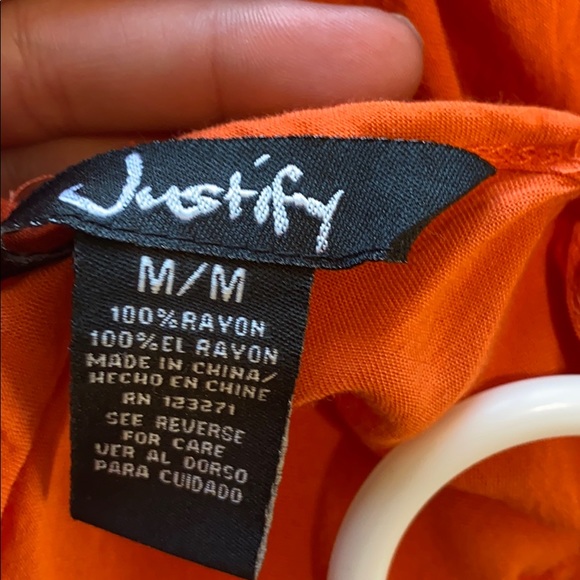 Justify
M/M
100% RAYON
100% EL RAYON
MADE IN CHINA/
HECHO EN CHINE
RN 123271
SEE REVERSE
FOR CARE
VER AL DORSO
PARA CUIDADO